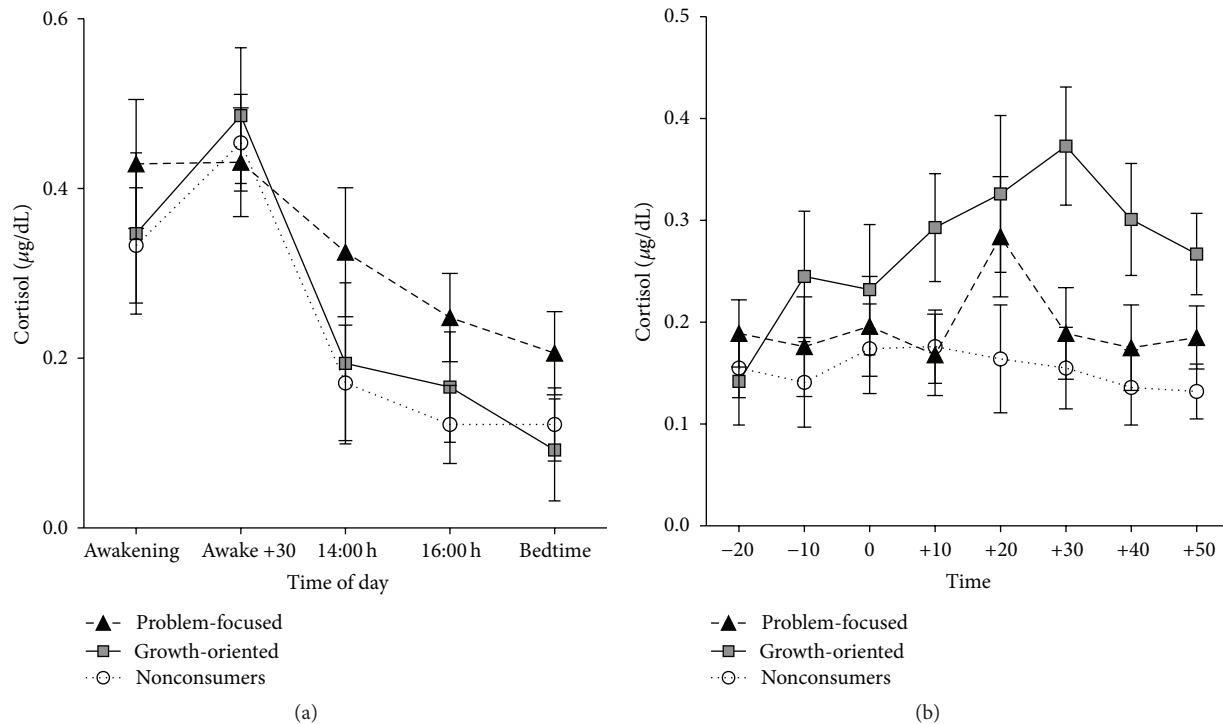 0.6
0.4
0.2
0.0
Cortisol (μg/dL)
Awakening Awake +30 14:00 h 16:00 h Bedtime
Time of day
Problem-focused
Growth-oriented
Nonconsumers
(a)
0.5
0.4
0.3
0.2
0.1
0.0
Cortisol (μg/dL)
−20 −10 0 +10 +20 +30 +40 +50
Time
Problem-focused
Growth-oriented
Nonconsumers
(b)